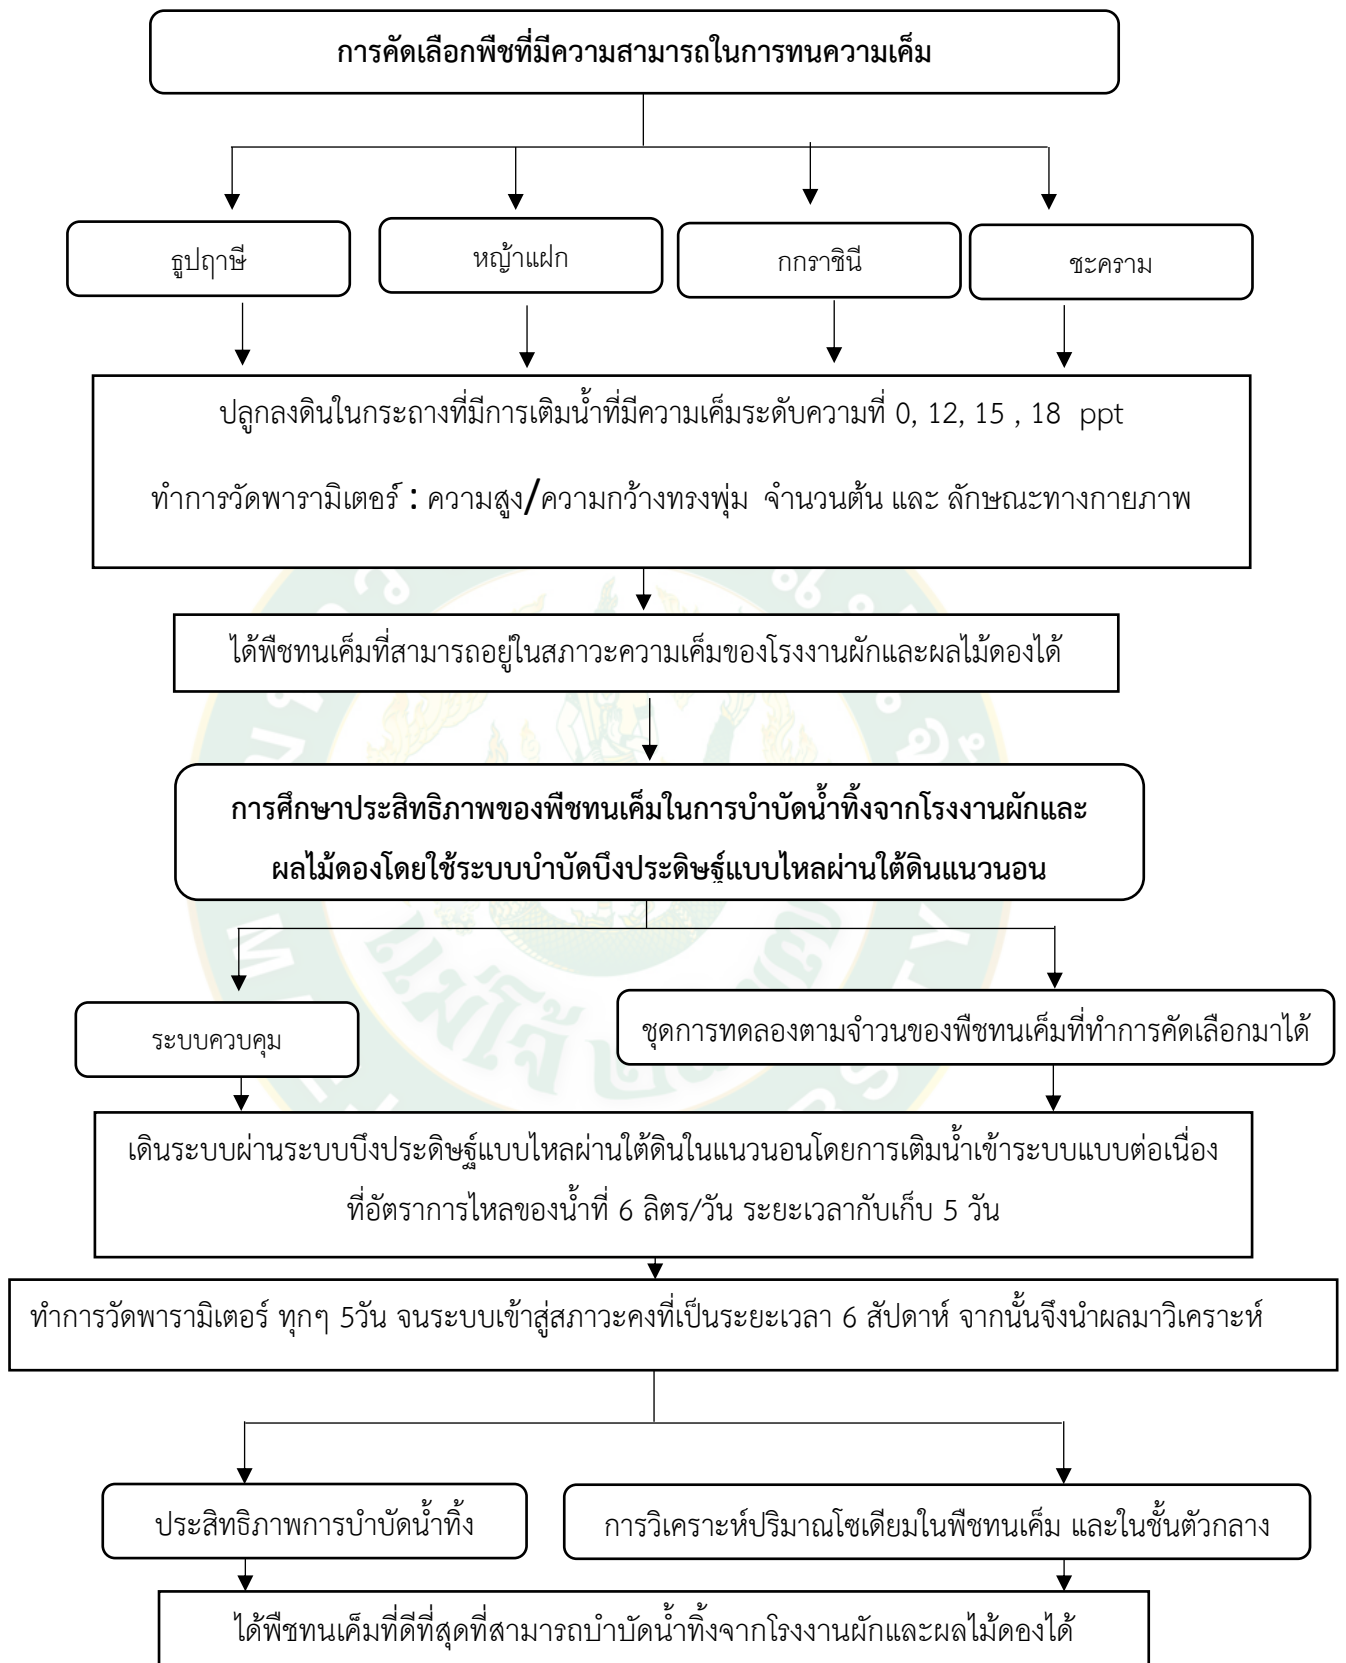 การคัดเลือกพืชที่มีความสามารถในการทนความเค็ม
ธูปฤาษี
หญ้าแฝก
กกราชินี
ชะคราม
ปลูกลงดินในกระถางที่มีการเติมน้ำที่มีความเค็มระดับความที่ 0, 12, 15 , 18 ppt
ทำการวัดพารามิเตอร์ : ความสูง/ความกว้างทรงพุ่ม จำนวนต้น และ ลักษณะทางกายภาพ
ได้พืชทนเค็มที่สามารถอยู่ในสภาวะความเค็มของโรงงานผักและผลไม้ดองได้
การศึกษาประสิทธิภาพของพืชทนเค็มในการบำบัดน้ำทิ้งจากโรงงานผักและ
ผลไม้ดองโดยใช้ระบบบำบัดบึงประดิษฐ์แบบไหลผ่านใต้ดินแนวนอน
ระบบควบคุม
ชุดการทดลองตามจำวนของพืชทนเค็มที่ทำการคัดเลือกมาได้
เดินระบบผ่านระบบบึงประดิษฐ์แบบไหลผ่านใต้ดินในแนวนอนโดยการเติมน้ำเข้าระบบแบบต่อเนื่อง
ที่อัตราการไหลของน้ำที่ 6 ลิตร/วัน ระยะเวลากับเก็บ 5 วัน
ทำการวัดพารามิเตอร์ ทุกๆ 5วัน จนระบบเข้าสู่สภาวะคงที่เป็นระยะเวลา 6 สัปดาห์ จากนั้นจึงนำผลมาวิเคราะห์
ประสิทธิภาพการบำบัดน้ำทิ้ง
การวิเคราะห์ปริมาณโซเดียมในพืชทนเค็ม และในชั้นตัวกลาง
ได้พืชทนเค็มที่ดีที่สุดที่สามารถบำบัดน้ำทิ้งจากโรงงานผักและผลไม้ดองได้